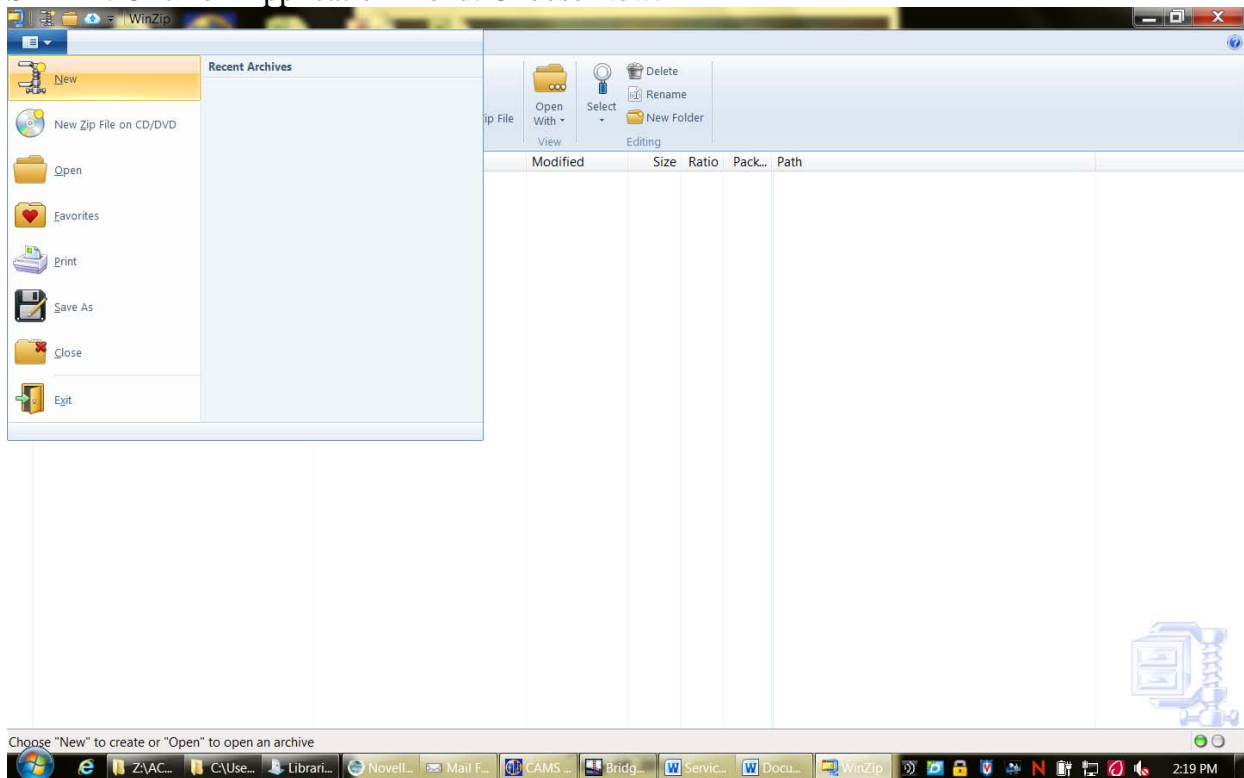 WinZip
New
Recent Archives
New Zip File on CD/DVD
Open
Favorites
Print
Save As
Close
Exit
ip File
Open With
Select
Delete
Rename
New Folder
View
Editing
Modified Size Ratio Pack... Path
Choose "New" to create or "Open" to open an archive
Z:\AC... C:\Use... Librari... Novell... Mail F... CAMS ... Bridg... Servic... Docu... WinZip 2:19 PM